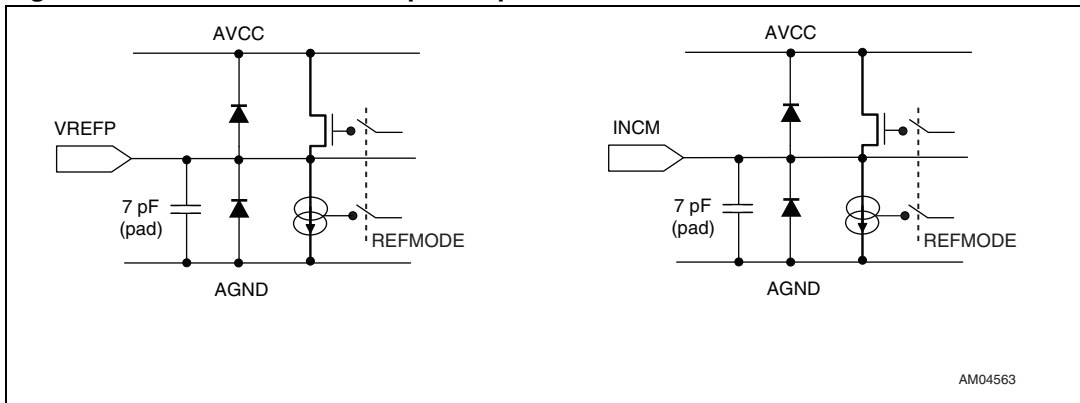 AVCC
VREFP
7 pF
(pad)
REFMODE
AGND
AVCC
INCM
7 pF
(pad)
REFMODE
AGND
AM04563